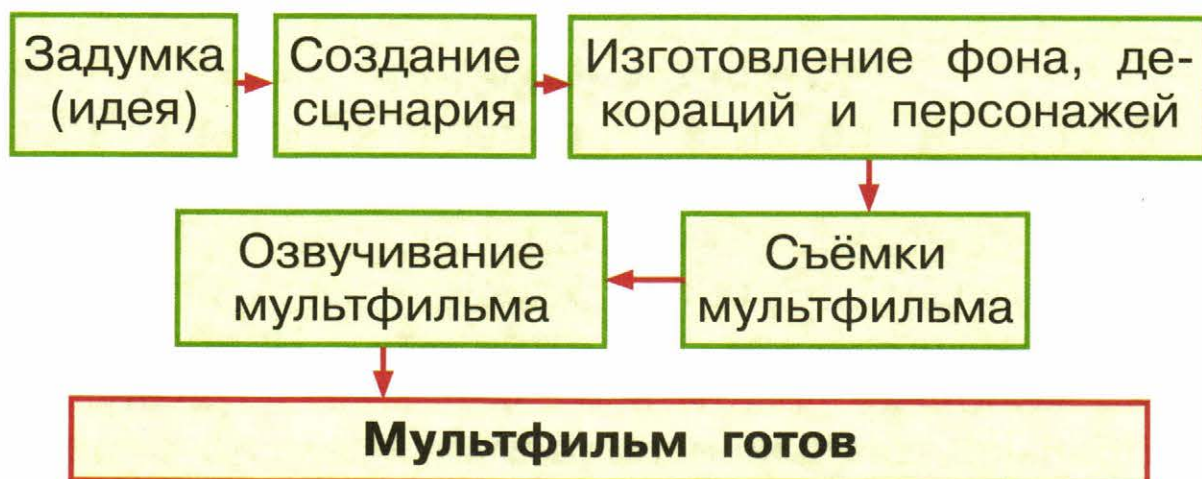 Задумка
(идея)
Создание
сценария
Изготовление фона, де-
кораций и персонажей
Съёмки
мультфильма
Озвучивание
мультфильма
Мультфильм готов